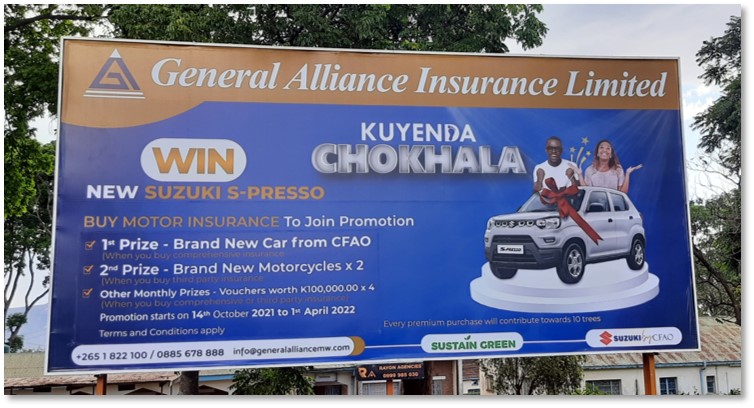 General Alliance Insurance Limited
KUYENDA
CHOKHALA
WIN
NEW SUZUKI S-PRESSO
BUY MOTOR INSURANCE To Join Promotion
1st Prize - Brand New Car from CFAO
(When you buy comprehensive insurance
2nd Prize - Brand New Motorcycles x 2
(When you buy third party insurance
Other Monthly Prizes - Vouchers worth K100,000.00 x 4
(When you buy comprehensive or third party insurance)
Promotion starts on 14th October 2021 to 1st April 2022
Terms and Conditions apply
S-PRESSO
Every premium purchase will contribute towards 10 trees
+265 1 822 100 / 0885 678 888 info@generalalliancemw.com
SUSTAIN GREEN
SUZUKI by CFAO
RAYON AGENCIES